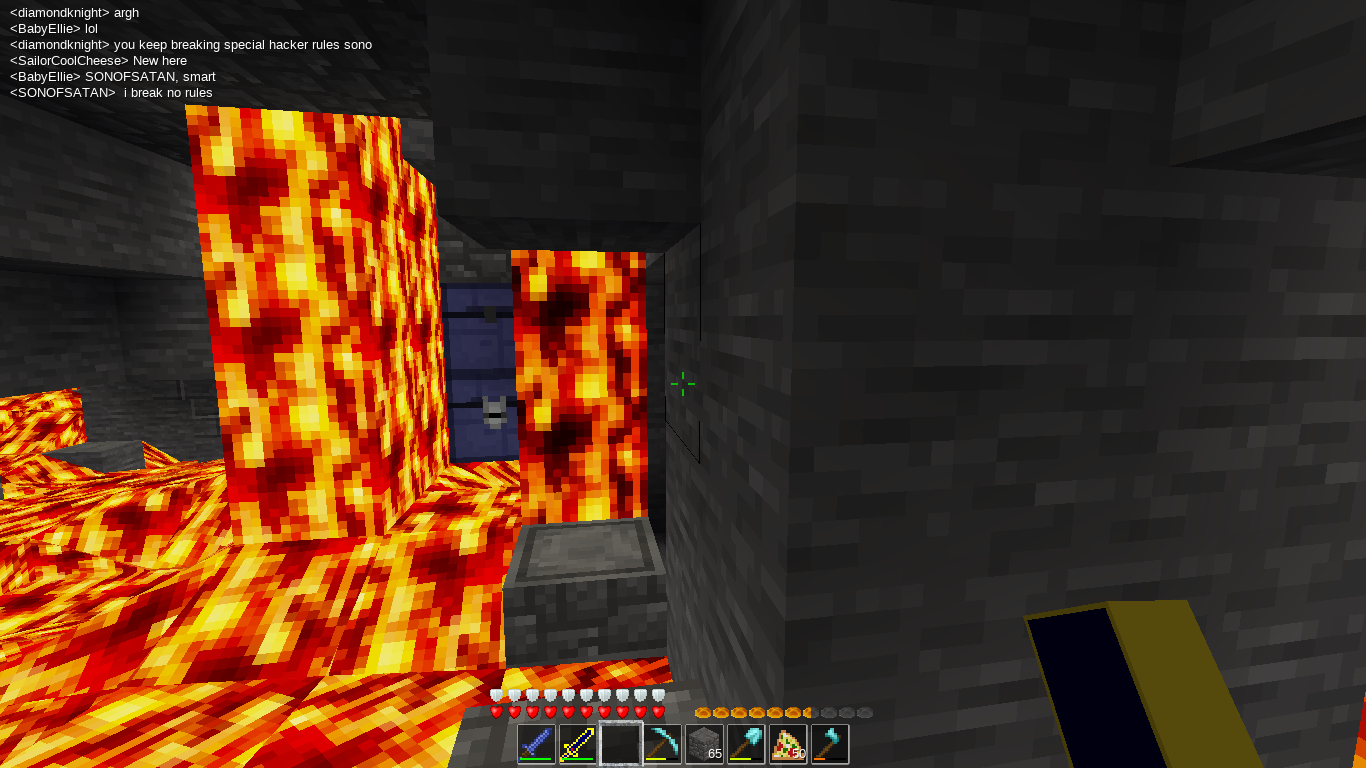 <diamondknight> argh
<BabyEllie> lol
<diamondknight> you keep breaking special hacker rules sono
<SailorCoolCheese> New here
<BabyEllie> SONOFSATAN, smart
<SONOFSATAN>  i break no rules
65
50